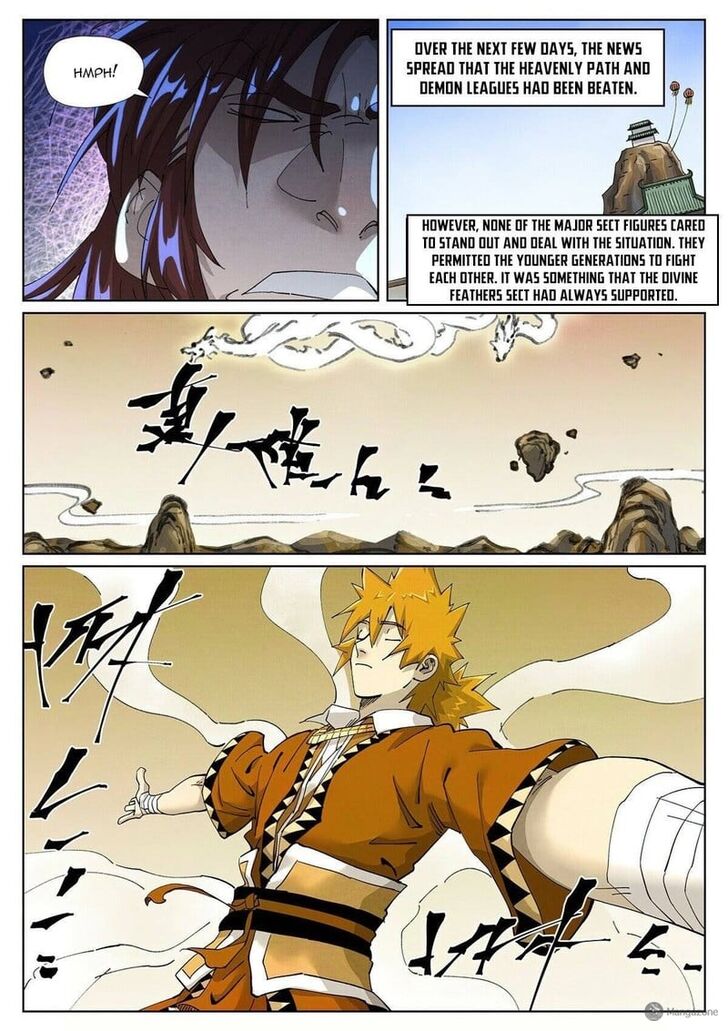 HMPH!
OVER THE NEXT FEW DAYS, THE NEWS
SPREAD THAT THE HEAVENLY PATH AND
DEMON LEAGUES HAD BEEN BEATEN.
HOWEVER, NONE OF THE MAJOR SECT FIGURES CARED
TO STAND OUT AND DEAL WITH THE SITUATION. THEY
PERMITTED THE YOUNGER GENERATIONS TO FIGHT
EACH OTHER. IT WAS SOMETHING THAT THE DIVINE
FEATHERS SECT HAD ALWAYS SUPPORTED.
Mangazone